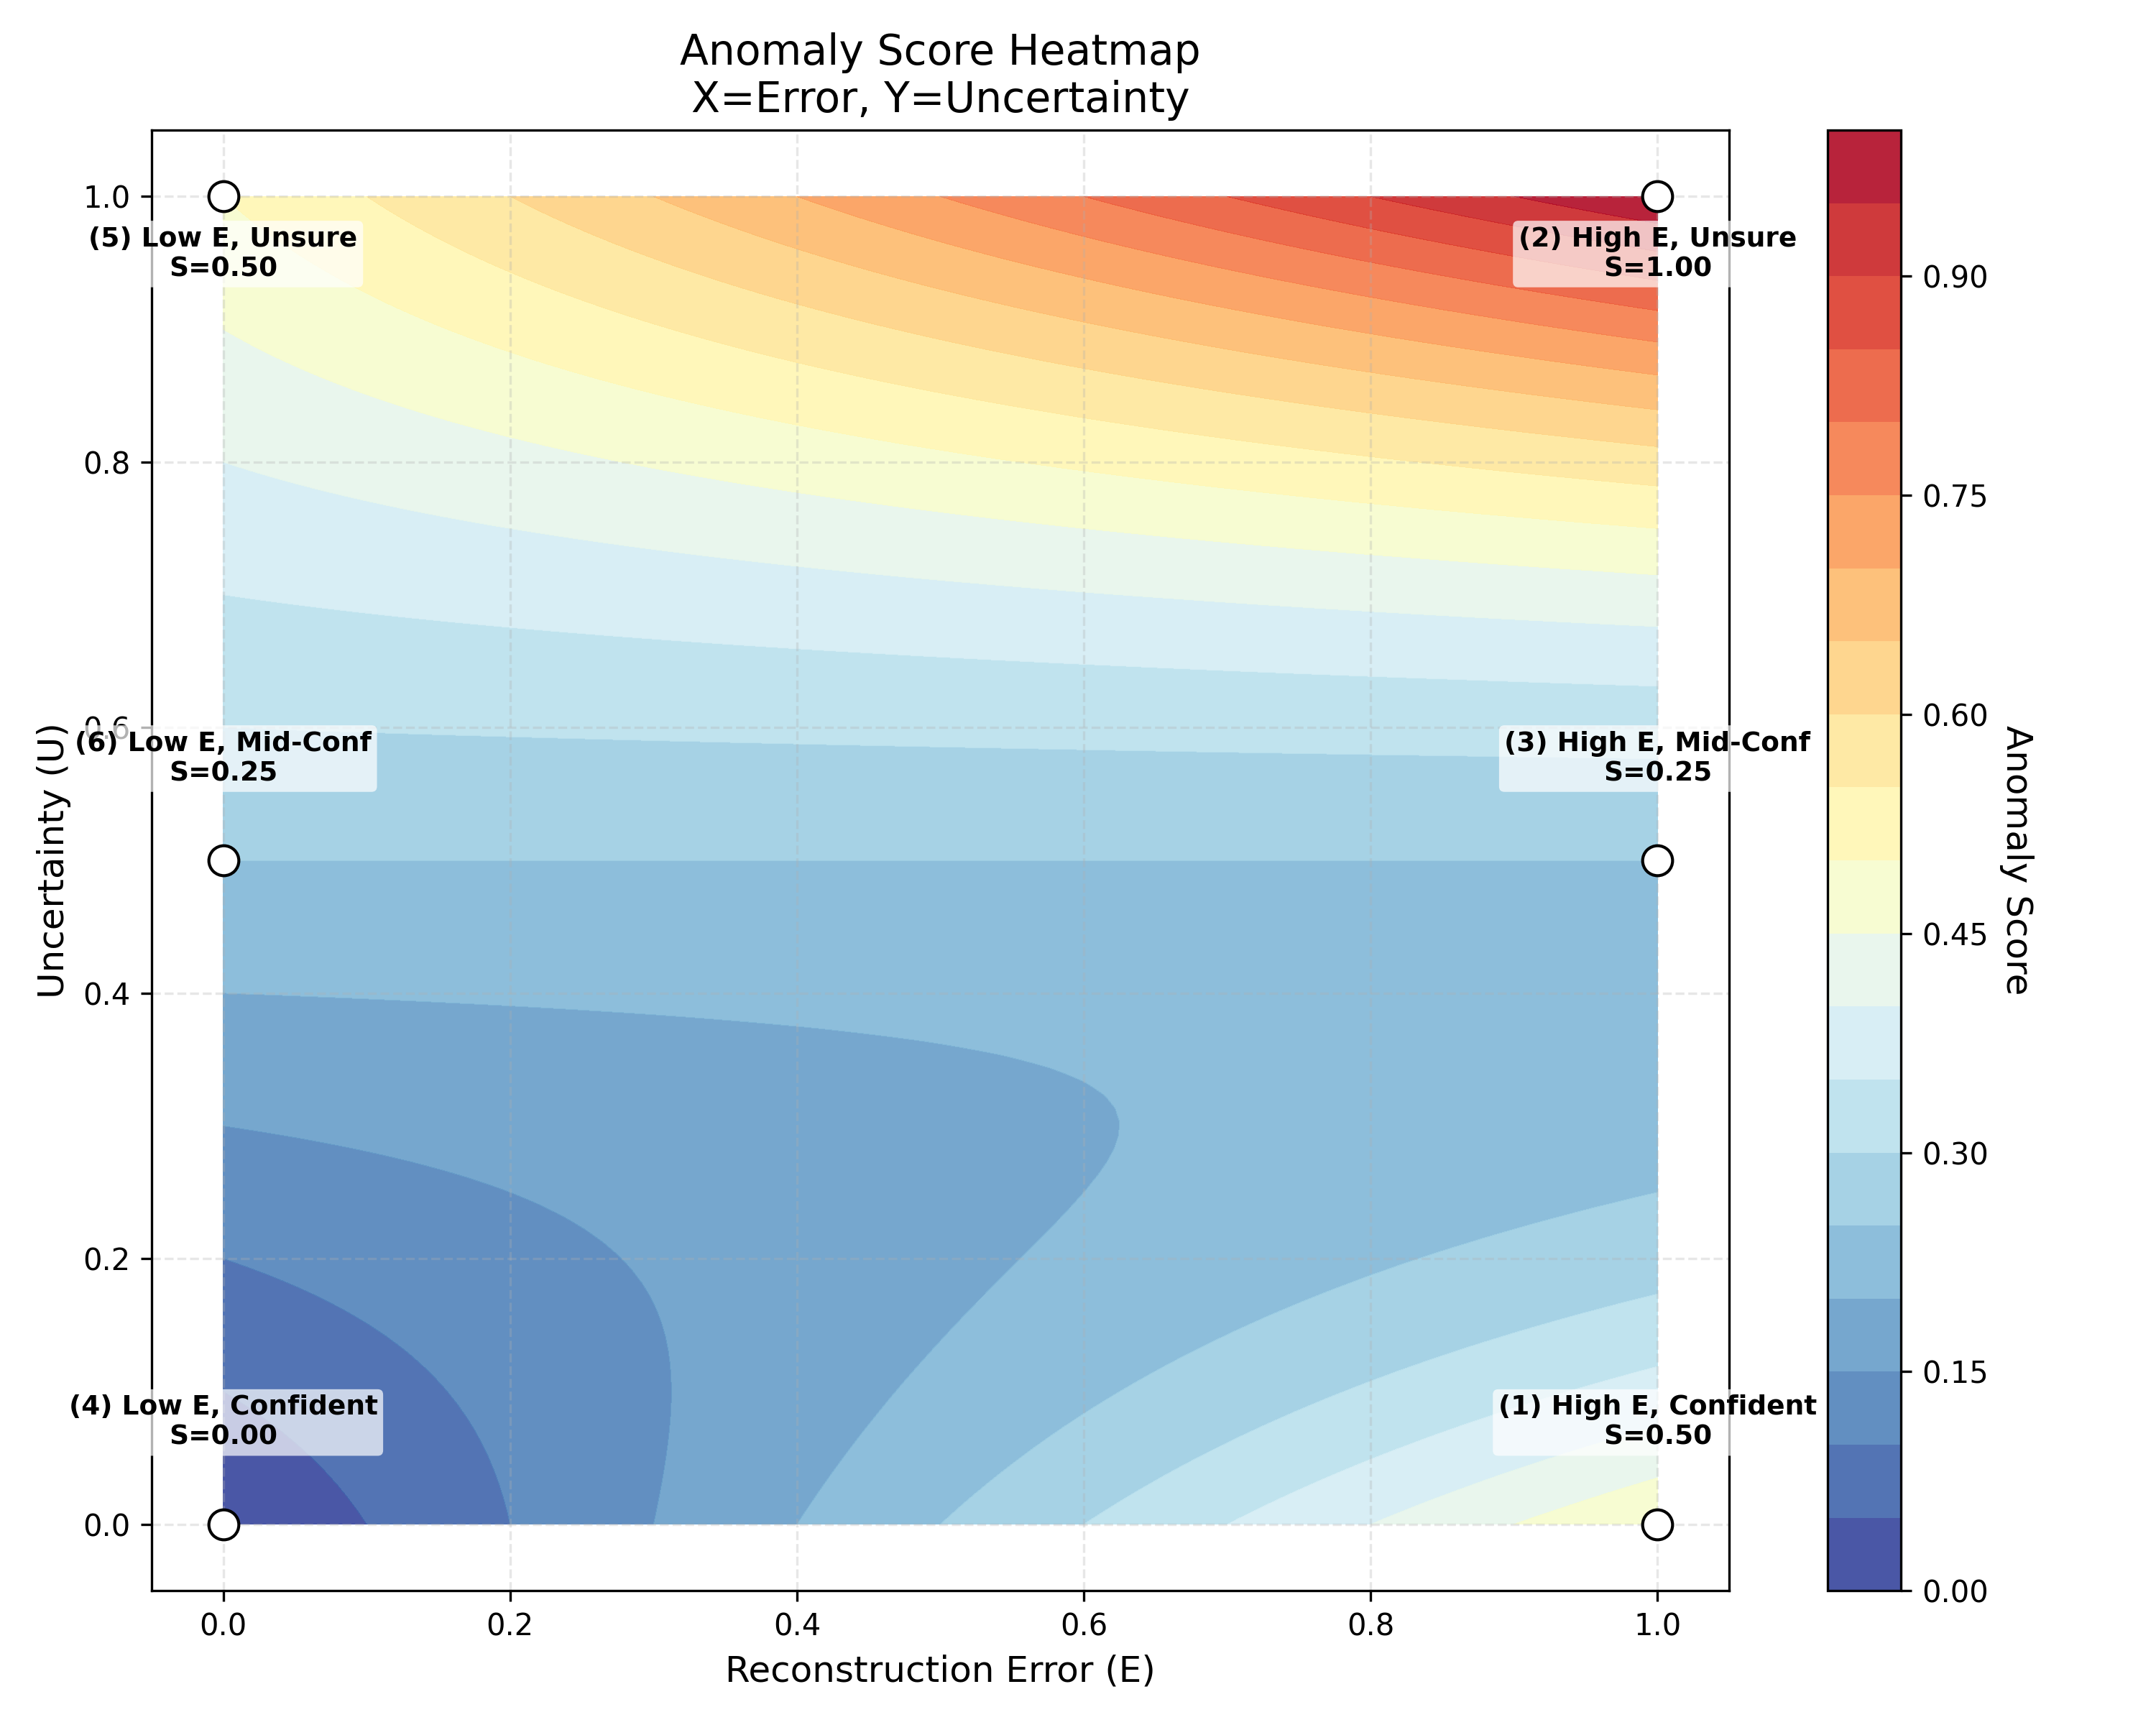 Anomaly Score Heatmap
X=Error, Y=Uncertainty
Uncertainty (U)
1.0
0.8
0.6
0.4
0.2
0.0
(5) Low E, Unsure
S=0.50
(2) High E, Unsure
S=1.00
(6) Low E, Mid-Conf
S=0.25
(3) High E, Mid-Conf
S=0.25
(4) Low E, Confident
S=0.00
(1) High E, Confident
S=0.50
0.0 0.2 0.4 0.6 0.8 1.0
Reconstruction Error (E)
0.90
0.75
0.60
0.45
0.30
0.15
0.00
Anomaly Score